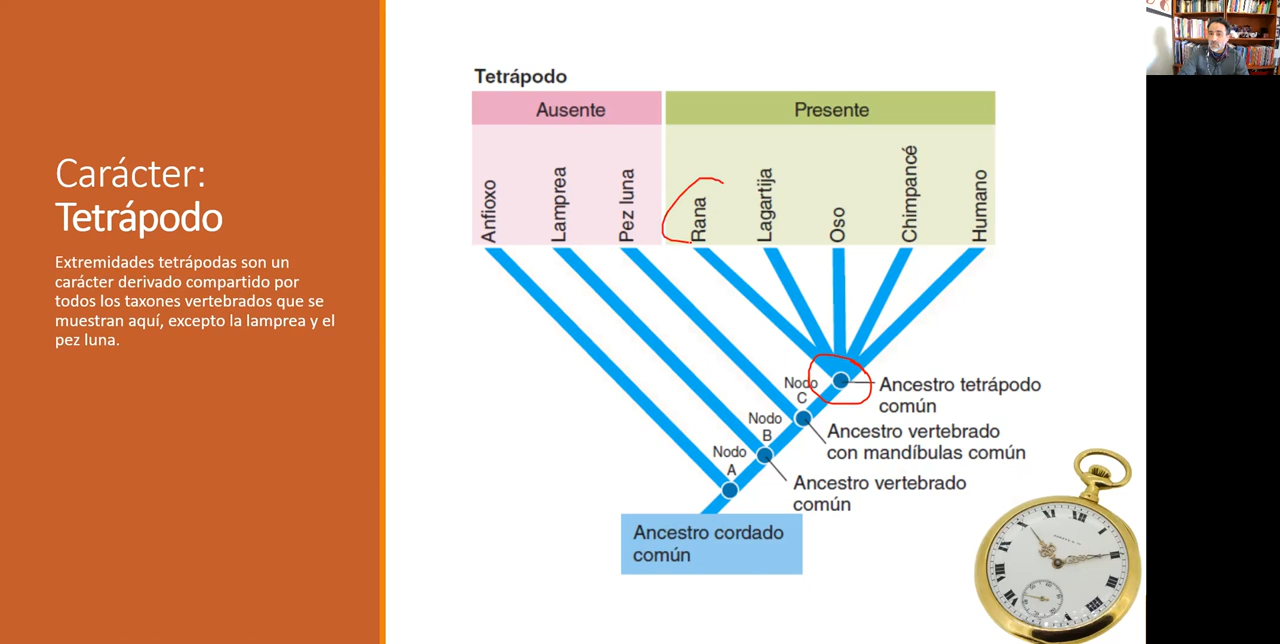 Carácter:
Tetrápodo
Extremidades tetrápodas son un
carácter derivado compartido por
todos los taxones vertebrados que se
muestran aquí, excepto la lamprea y el
pez luna.
Tetrápodo
Ausente
Presente
Anfioxo
Lamprea
Pez luna
Rana
Lagartija
Oso
Chimpancé
Humano
Nodo
C
Ancestro tetrápodo
común
Nodo
B
Ancestro vertebrado
con mandíbulas común
Nodo
A
Ancestro vertebrado
común
Ancestro cordado
común